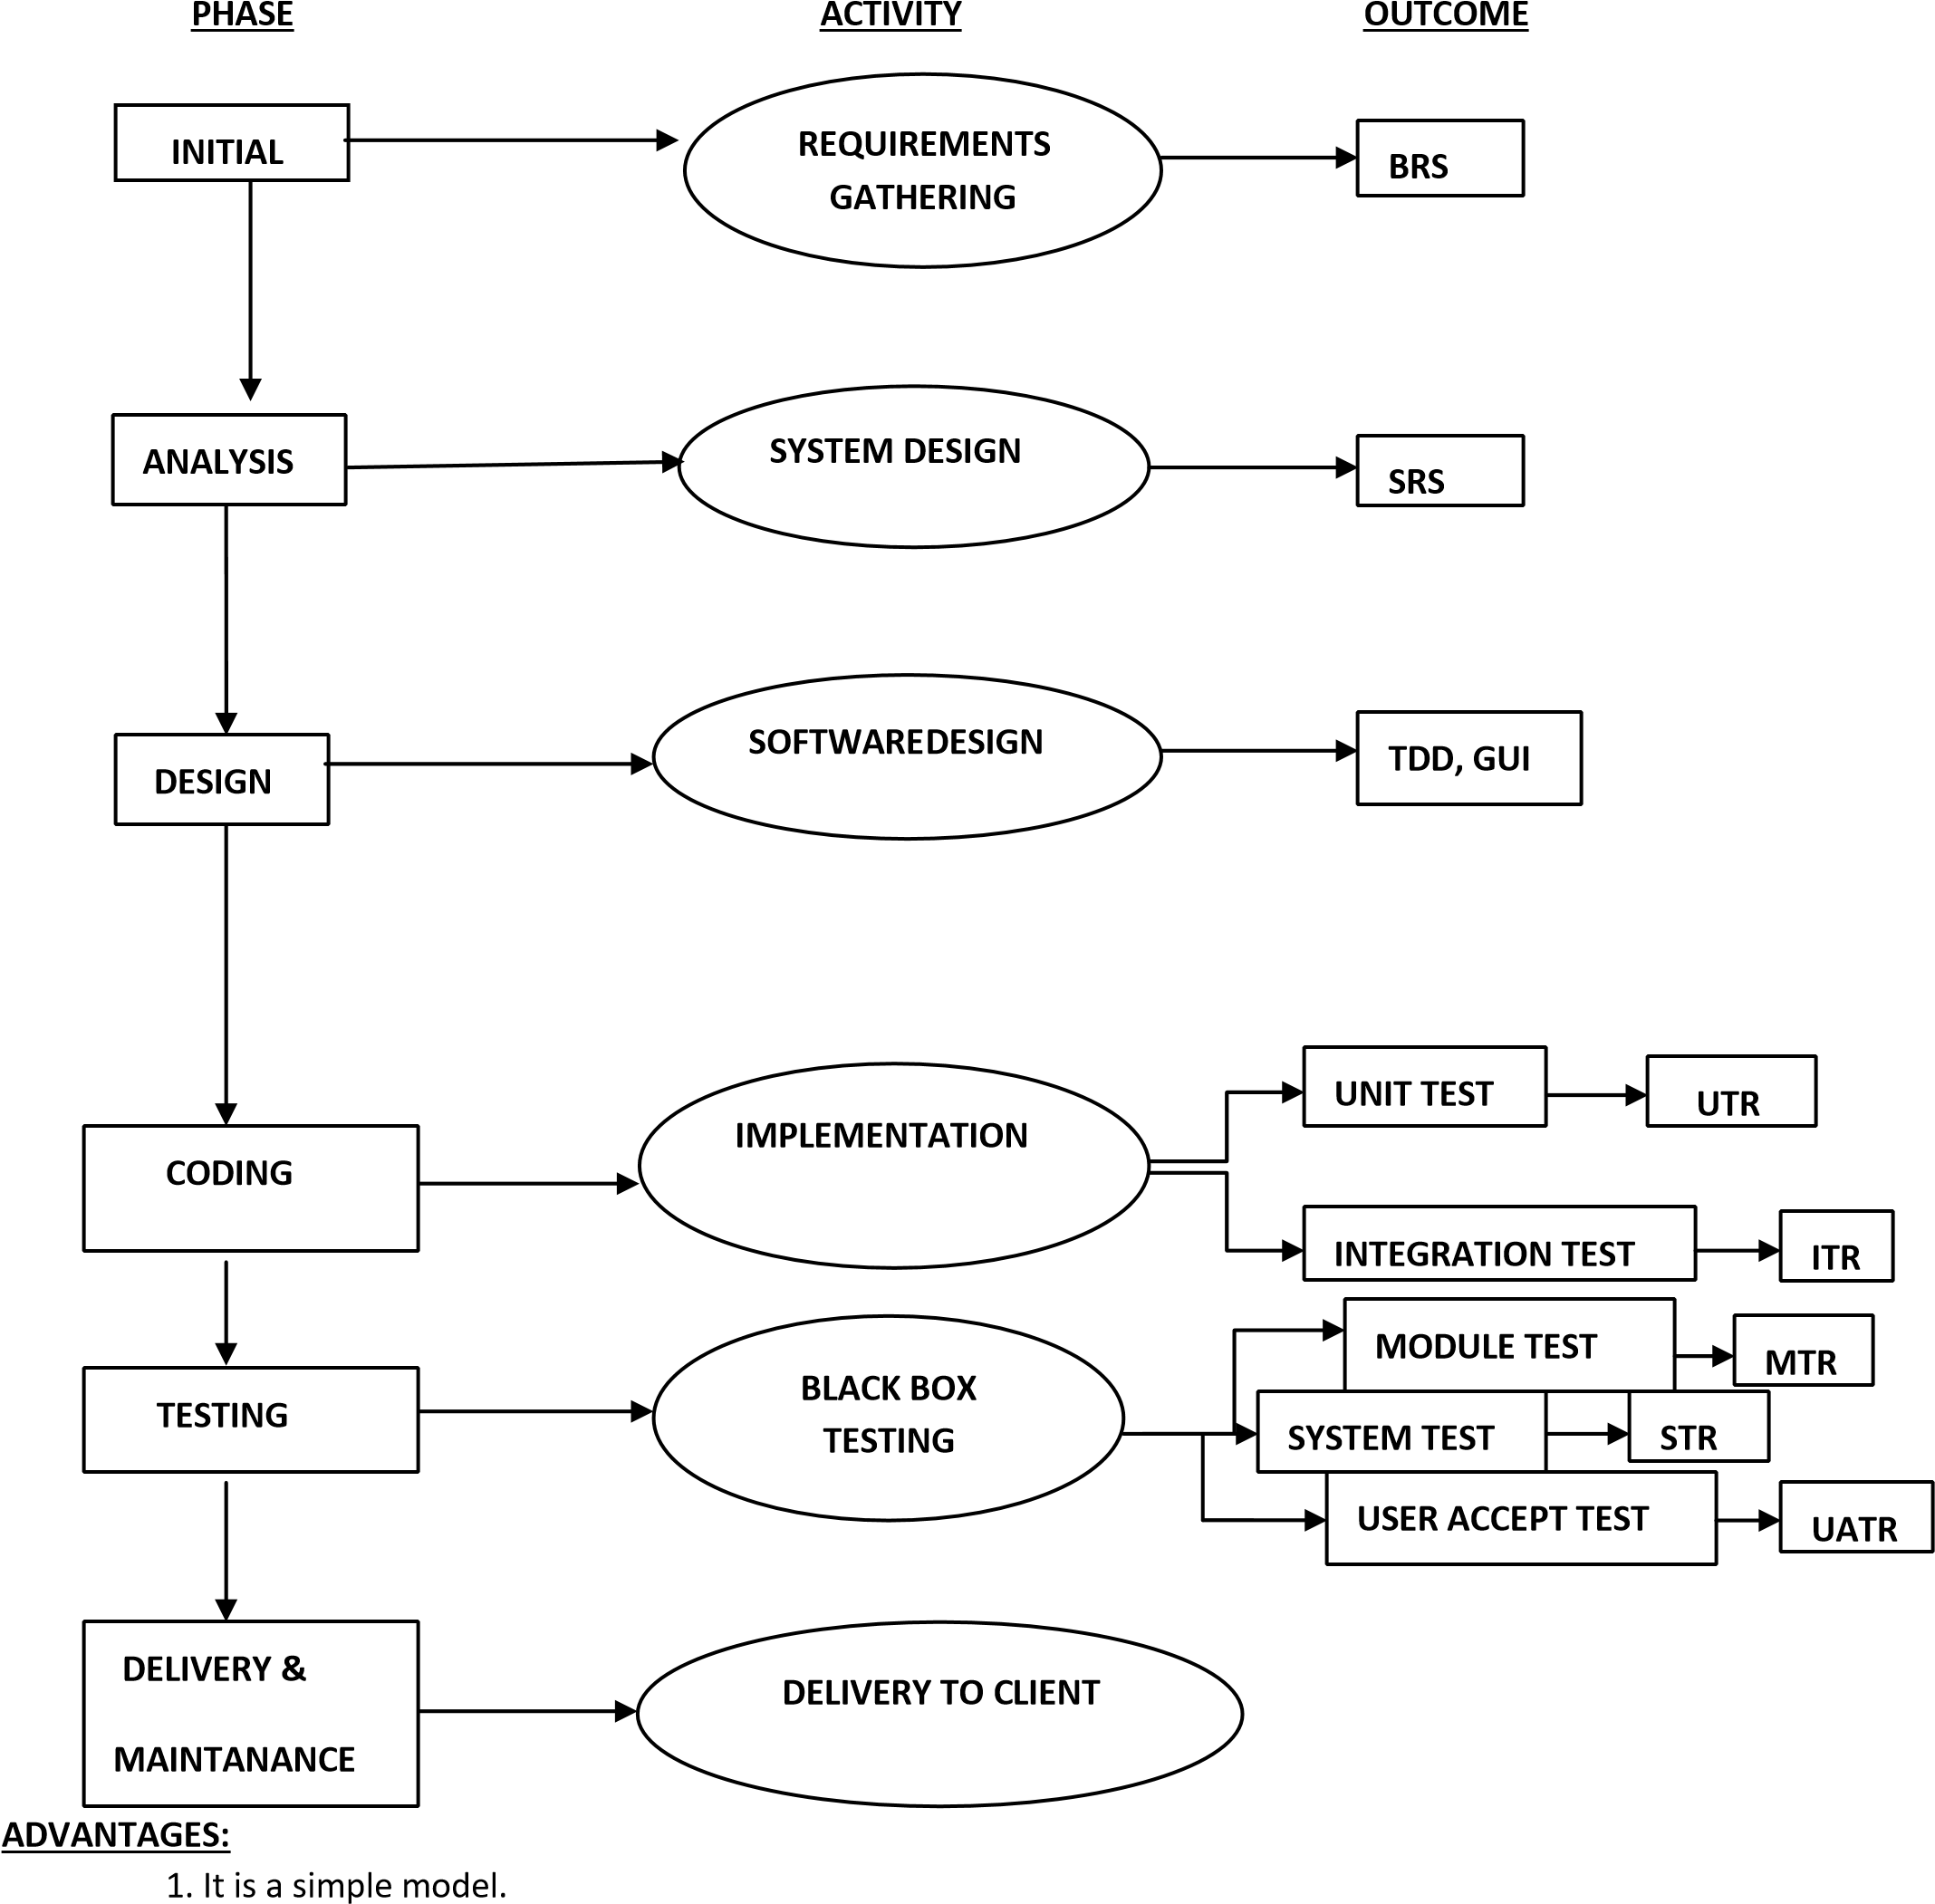 PHASE ACTIVITY OUTCOME
INITIAL
REQUIREMENTS
GATHERING
BRS
ANALYSIS
SYSTEM DESIGN
SRS
DESIGN
SOFTWAREDESIGN
TDD, GUI
CODING
IMPLEMENTATION
UNIT TEST
UTR
INTEGRATION TEST
ITR
TESTING
BLACK BOX
TESTING
MODULE TEST
MTR
SYSTEM TEST
STR
USER ACCEPT TEST
UATR
DELIVERY &
MAINTANANCE
DELIVERY TO CLIENT
ADVANTAGES:
1. It is a simple model.